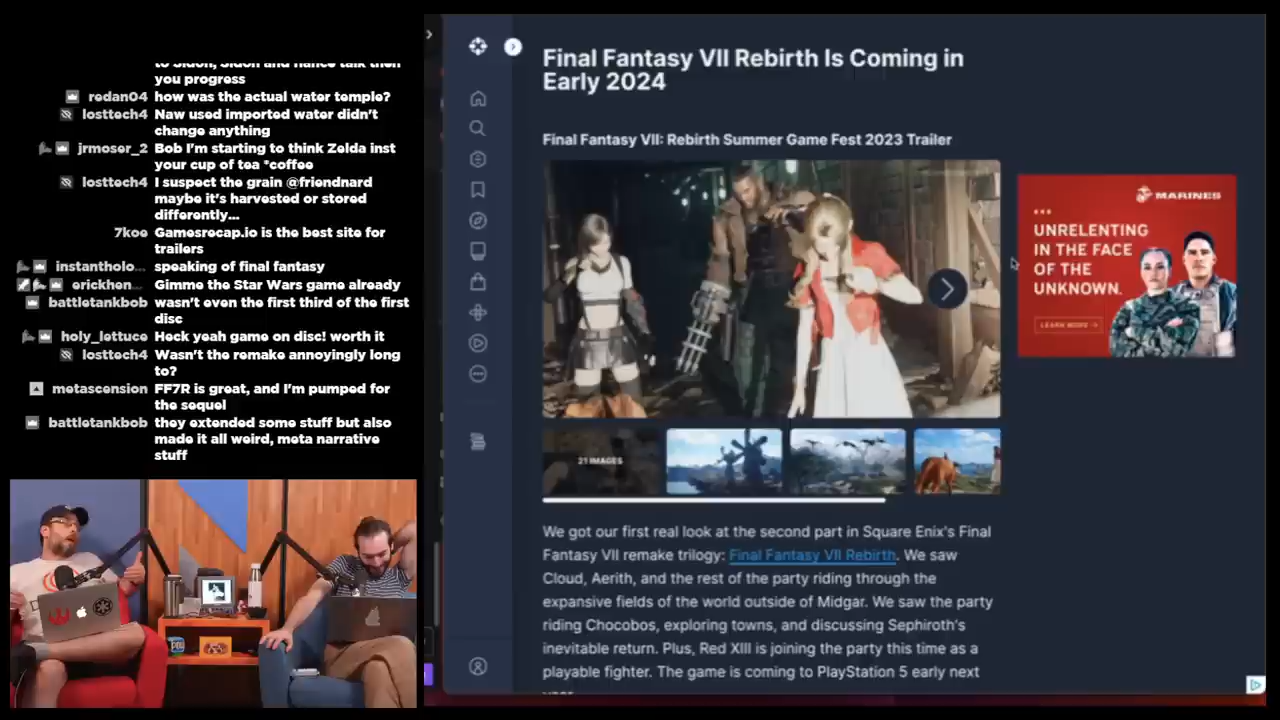 to Sidon, Sidon and fiance talk then
you progress
redan04 how was the actual water temple?
losttech4 Naw used imported water didn't
change anything
jrmoser_2 Bob I'm starting to think Zelda inst
your cup of tea *coffee
losttech4 I suspect the grain @friendnard
maybe it's harvested or stored
differently...
7koe Gamesrecap.io is the best site for
trailers
instantholo... speaking of final fantasy
erickhen... Gimme the Star Wars game already
battletankbob wasn't even the first third of the first
disc
holy_lettuce Heck yeah game on disc! worth it
losttech4 Wasn't the remake annoyingly long
to?
metascension FF7R is great, and I'm pumped for
the sequel
battletankbob they extended some stuff but also
made it all weird, meta narrative
stuff
Final Fantasy VII Rebirth Is Coming in
Early 2024
Final Fantasy VII: Rebirth Summer Game Fest 2023 Trailer
21 IMAGES
We got our first real look at the second part in Square Enix's Final
Fantasy VII remake trilogy: Final Fantasy VII Rebirth. We saw
Cloud, Aerith, and the rest of the party riding through the
expansive fields of the world outside of Midgar. We saw the party
riding Chocobos, exploring towns, and discussing Sephiroth's
inevitable return. Plus, Red XIII is joining the party this time as a
playable fighter. The game is coming to PlayStation 5 early next
MARINES
UNRELENTING
IN THE FACE
OF THE
UNKNOWN.
LEARN MORE →